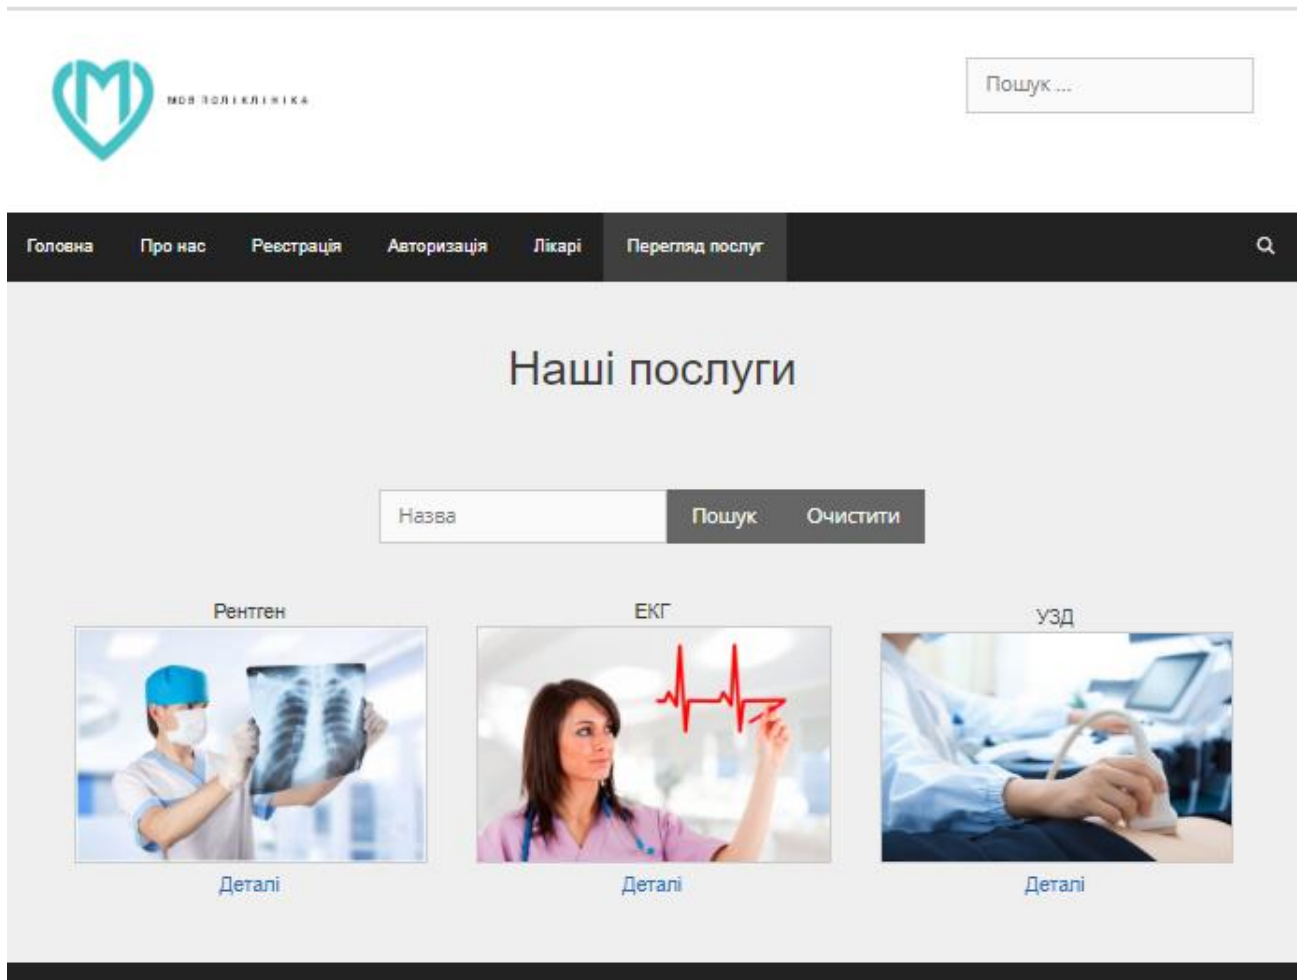 МОЯ ПОЛІКЛІНІКА
Пошук ...
Головна Про нас Реєстрація Авторизація Лікарі Перегляд послуг
Наші послуги
Назва Пошук Очистити
Рентген ЕКГ УЗД
Деталі Деталі Деталі